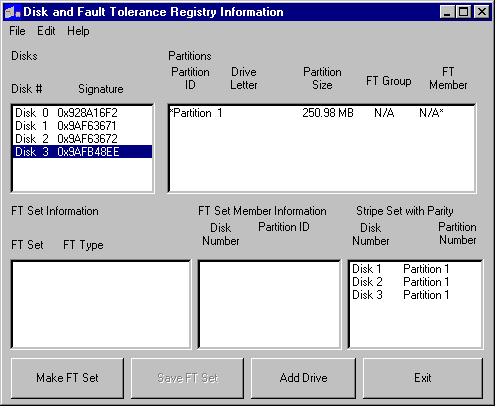 Disk and Fault Tolerance Registry Information
File Edit Help
Disks
Disk # Signature
Disk 0 0x928A16F2
Disk 1 0x9AF63671
Disk 2 0x9AF63672
Disk 3 0x9AFB48EE
Partitions
Partition ID Drive Letter Partition Size FT Group FT Member
*Partition 1 250.98 MB N/A N/A*
FT Set Information
FT Set FT Type
FT Set Member Information
Disk Number Partition ID
Stripe Set with Parity
Disk Number Partition Number
Disk 1 Partition 1
Disk 2 Partition 1
Disk 3 Partition 1
Make FT Set
Save FT Set
Add Drive
Exit